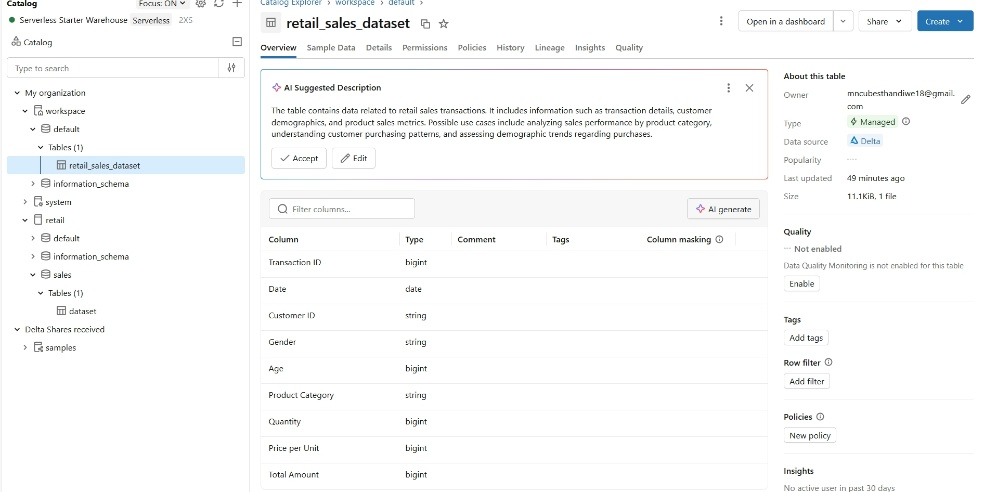 Catalog
Focus: ON
Serverless Starter Warehouse Serverless 2XS
Catalog
Type to search
My organization
workspace
default
Tables (1)
retail_sales_dataset
information_schema
system
retail
default
information_schema
sales
Tables (1)
dataset
Delta Shares received
samples
Catalog Explorer > workspace > default >
retail_sales_dataset
Open in a dashboard
Share
Create
Overview Sample Data Details Permissions Policies History Lineage Insights Quality
AI Suggested Description
The table contains data related to retail sales transactions. It includes information such as transaction details, customer
demographics, and product sales metrics. Possible use cases include analyzing sales performance by product category,
understanding customer purchasing patterns, and assessing demographic trends regarding purchases.
Accept
Edit
Filter columns...
AI generate
Column Type Comment Tags Column masking
Transaction ID bigint
Date date
Customer ID string
Gender string
Age bigint
Product Category string
Quantity bigint
Price per Unit bigint
Total Amount bigint
About this table
Owner mncubesthandiwe18@gmail.
com
Type Managed
Data source Delta
Popularity
Last updated 49 minutes ago
Size 11.1KiB, 1 file
Quality
Not enabled
Data Quality Monitoring is not enabled for this table
Enable
Tags
Add tags
Row filter
Add filter
Policies
New policy
Insights
No active user in past 30 days